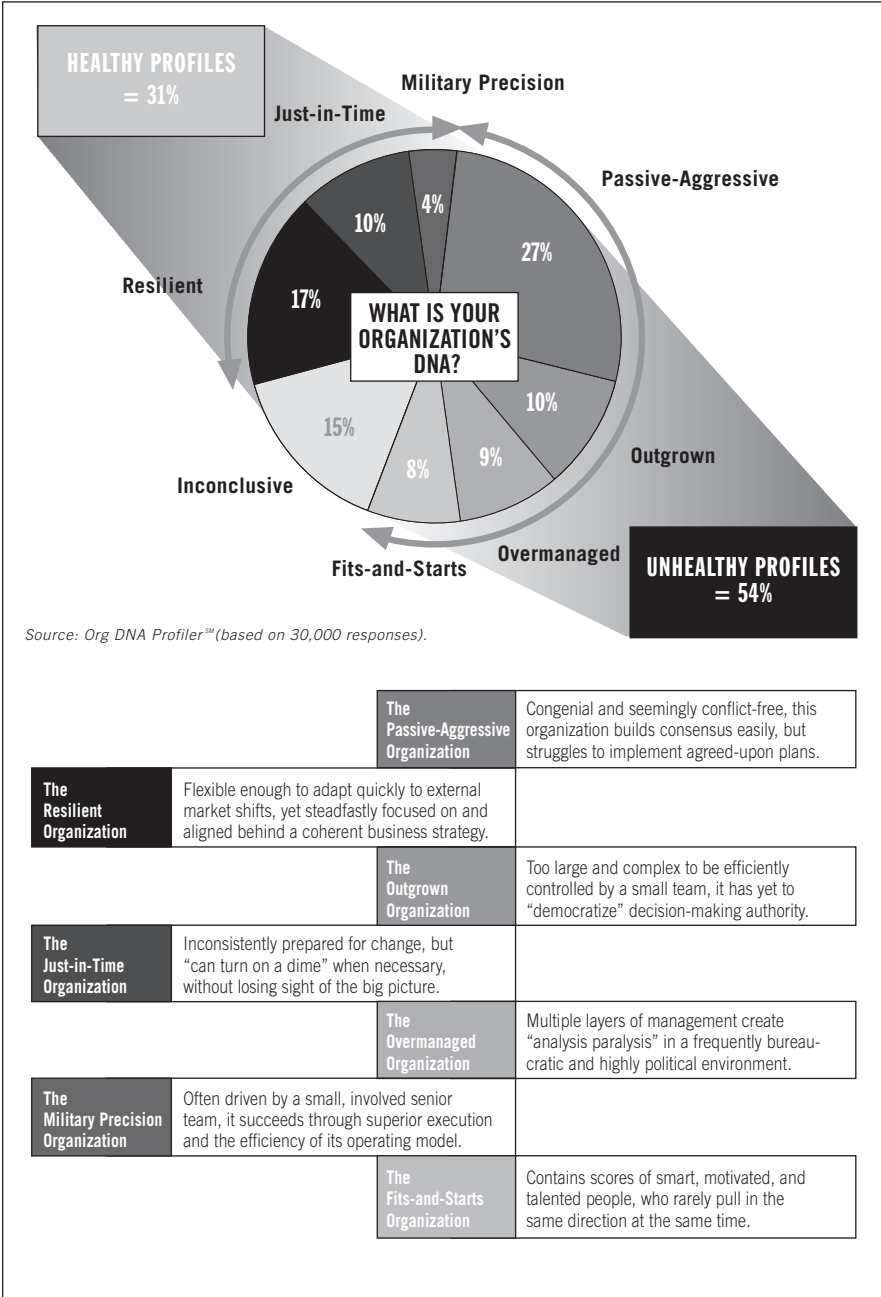 HEALTHY PROFILES
= 31%
Military Precision
Just-in-Time
Passive-Aggressive
4%
10%
27%
Resilient
17%
WHAT IS YOUR
ORGANIZATION'S
DNA?
10%
15%
9%
8%
Outgrown
Inconclusive
Overmanaged
Fits-and-Starts
UNHEALTHY PROFILES
= 54%
Source: Org DNA Profiler℠ (based on 30,000 responses).
The
Passive-Aggressive
Organization
Congenial and seemingly conflict-free, this
organization builds consensus easily, but
struggles to implement agreed-upon plans.
The
Resilient
Organization
Flexible enough to adapt quickly to external
market shifts, yet steadfastly focused on and
aligned behind a coherent business strategy.
The
Outgrown
Organization
Too large and complex to be efficiently
controlled by a small team, it has yet to
“democratize” decision-making authority.
The
Just-in-Time
Organization
Inconsistently prepared for change, but
“can turn on a dime” when necessary,
without losing sight of the big picture.
The
Overmanaged
Organization
Multiple layers of management create
“analysis paralysis” in a frequently bureau-
cratic and highly political environment.
The
Military Precision
Organization
Often driven by a small, involved senior
team, it succeeds through superior execution
and the efficiency of its operating model.
The
Fits-and-Starts
Organization
Contains scores of smart, motivated, and
talented people, who rarely pull in the
same direction at the same time.